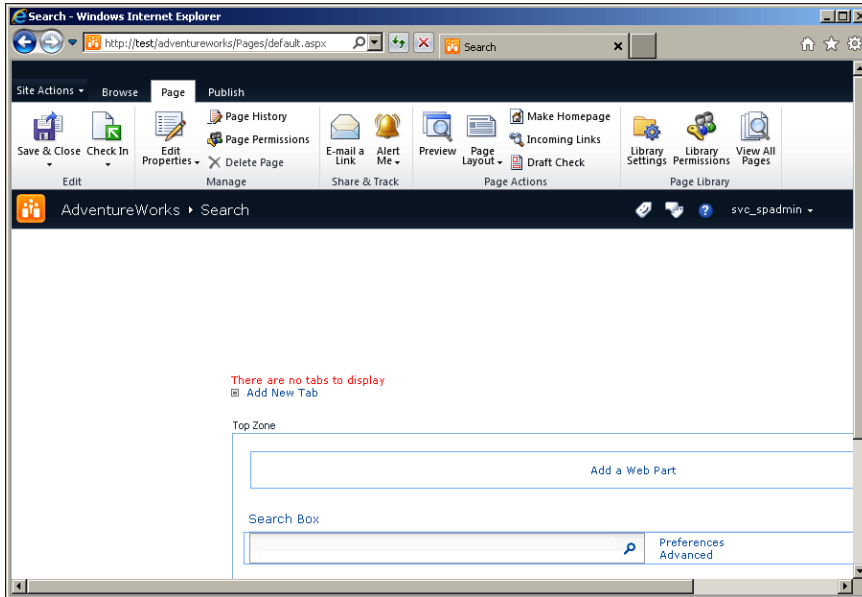 Search - Windows Internet Explorer
http://test/adventureworks/Pages/default.aspx
Search
Site Actions Browse Page Publish
Save & Close
Check In
Edit
Edit Properties
Page History
Page Permissions
Delete Page
Manage
E-mail a Link
Alert Me
Share & Track
Preview
Page Layout
Make Homepage
Incoming Links
Draft Check
Page Actions
Library Settings
Library Permissions
View All Pages
Page Library
AdventureWorks Search
svc_spadmin
There are no tabs to display
Add New Tab
Top Zone
Add a Web Part
Search Box
Preferences
Advanced